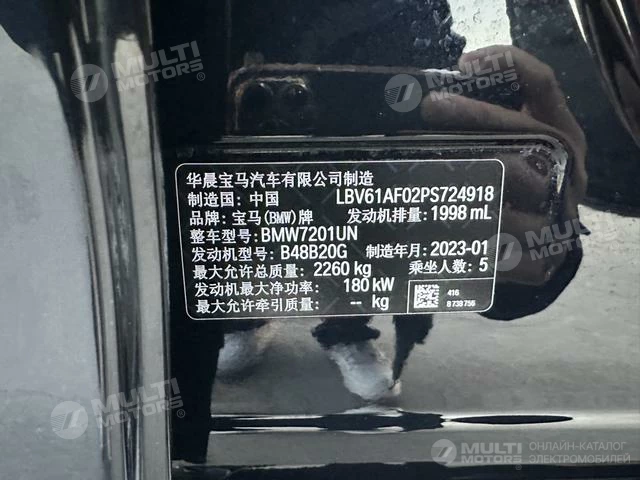 MULTI MOTORS
MULTI MOTORS
华晨宝马汽车有限公司制造
制造国: 中国 LBV61AF02PS724918
品牌: 宝马(BMW)牌 发动机排量: 1998 mL
整车型号: BMW7201UN
发动机型号: B48B20G 制造年月: 2023-01
最大允许总质量: 2260 kg 乘坐人数: 5
发动机最大净功率: 180 kW
最大允许牵引质量: -- kg
416
8738756
MULTI MOTORS
MULTI MOTORS
MULTI MOTORS
ОНЛАЙН-КАТАЛОГ
ЭЛЕКТРОМОБИЛЕЙ